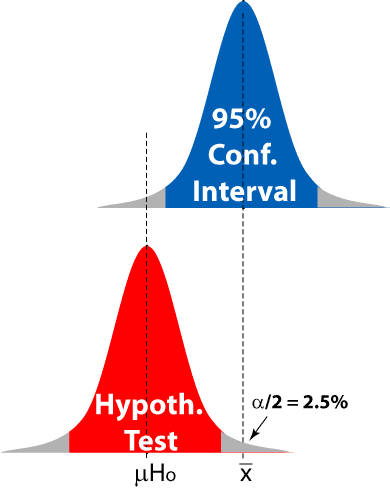 95%
Conf.
Interval
α/2 = 2.5%
Hypoth.
Test
μHo
x̅